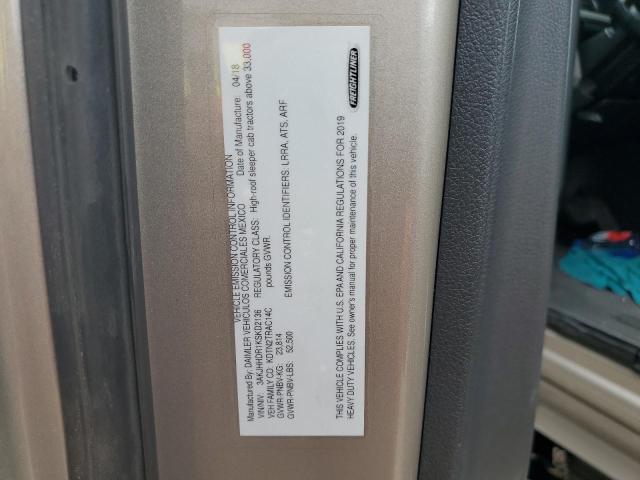 VEHICLE EMISSION CONTROL INFORMATION
Manufactured By: DAIMLER VEHICULOS COMERCIALES MEXICO Date of Manufacture: 04/18
VIN/NIV: 3AKJHHDR1KSKD2136 REGULATORY CLASS: High-roof sleeper cab tractors above 33,000
VEH FAMILY CO: KDTN2TRAC14C pounds GVWR.
GVWR-PNBV-KG: 23,814
GVWR-PNBV-LBS: 52,500 EMISSION CONTROL IDENTIFIERS: LRRA, ATS, ARF
THIS VEHICLE COMPLIES WITH U.S. EPA AND CALIFORNIA REGULATIONS FOR 2019
HEAVY DUTY VEHICLES. See owner's manual for proper maintenance of this vehicle.
FREIGHTLINER